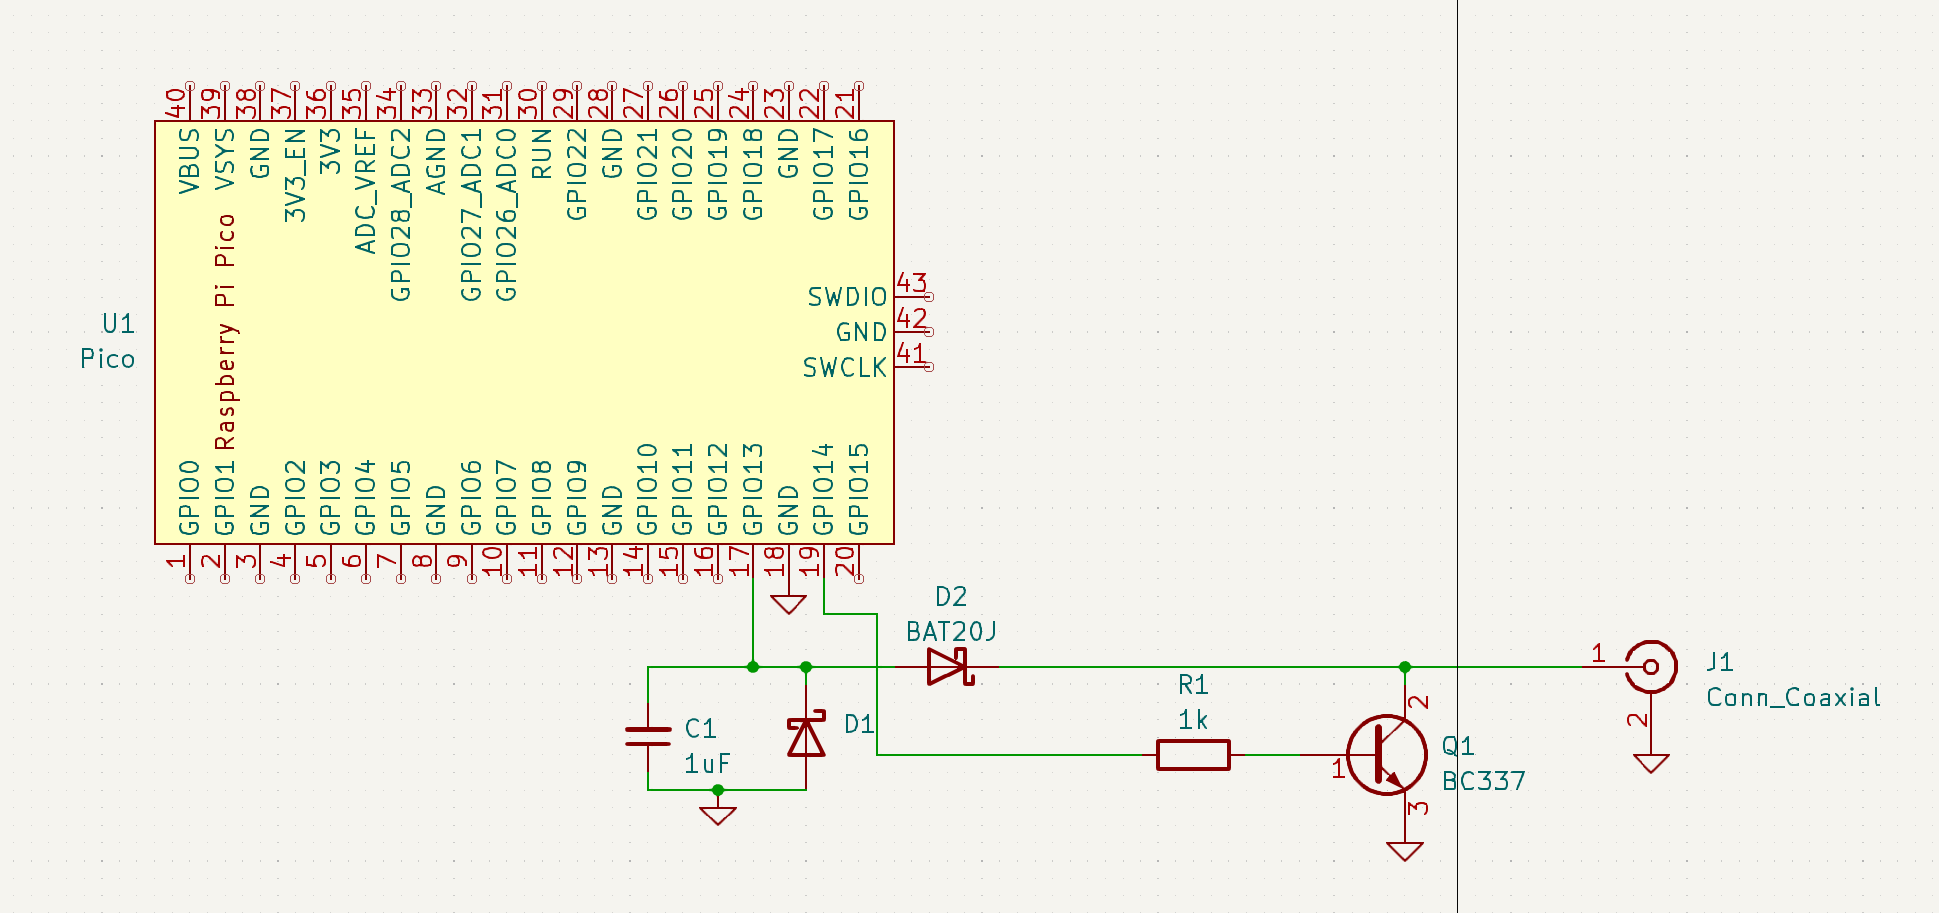 40
39
38
37
36
35
34
33
32
31
30
29
28
27
26
25
24
23
22
21
VBUS
VSYS
GND
3V3_EN
3V3
ADC_VREF
GPIO28_ADC2
AGND
GPIO27_ADC1
GPIO26_ADC0
RUN
GPIO22
GND
GPIO21
GPIO20
GPIO19
GPIO18
GND
GPIO17
GPIO16
Raspberry Pi Pico
U1
Pico
SWDIO
43
GND
42
SWCLK
41
GPIO0
GPIO1
GND
GPIO2
GPIO3
GPIO4
GPIO5
GND
GPIO6
GPIO7
GPIO8
GPIO9
GND
GPIO10
GPIO11
GPIO12
GPIO13
GND
GPIO14
GPIO15
1
2
3
4
5
6
7
8
9
10
11
12
13
14
15
16
17
18
19
20
D2
BAT20J
C1
1uF
D1
R1
1k
1
2
3
Q1
BC337
1
2
J1
Conn_Coaxial